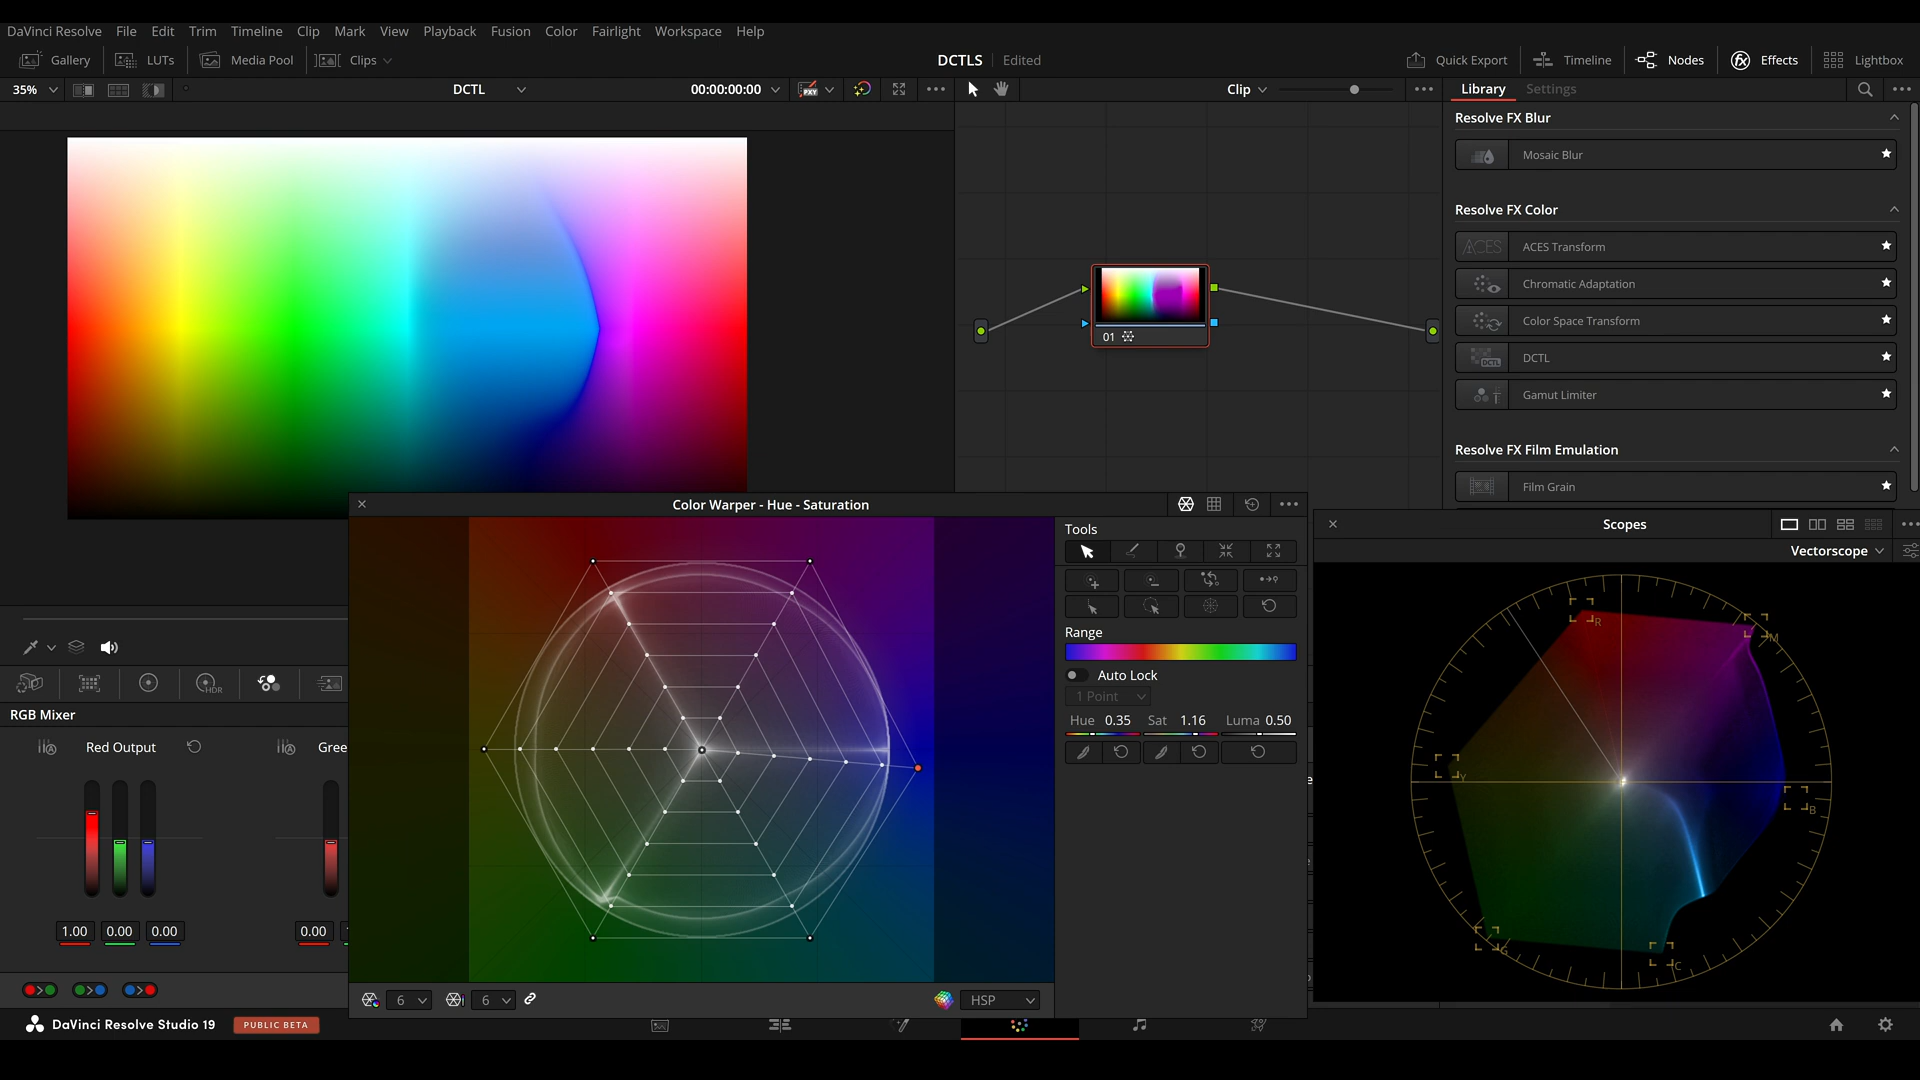 DaVinci Resolve File Edit Trim Timeline Clip Mark View Playback Fusion Color Fairlight Workspace Help
Gallery LUTs Media Pool Clips DCTLS Edited Quick Export Timeline Nodes Effects Lightbox
35% DCTL 00:00:00:00 PXY Clip Library Settings
Resolve FX Blur
Mosaic Blur
Resolve FX Color
ACES ACES Transform
Chromatic Adaptation
Color Space Transform
DCTL DCTL
Gamut Limiter
01
Resolve FX Film Emulation
Film Grain
Color Warper - Hue - Saturation
Tools
Range
Auto Lock
1 Point
Hue 0.35 Sat 1.16 Luma 0.50
6 6 HSP
Scopes
Vectorscope
R
M
Y
B
G
C
HDR
RGB Mixer
Red Output Gree
1.00 0.00 0.00 0.00
DaVinci Resolve Studio 19 PUBLIC BETA